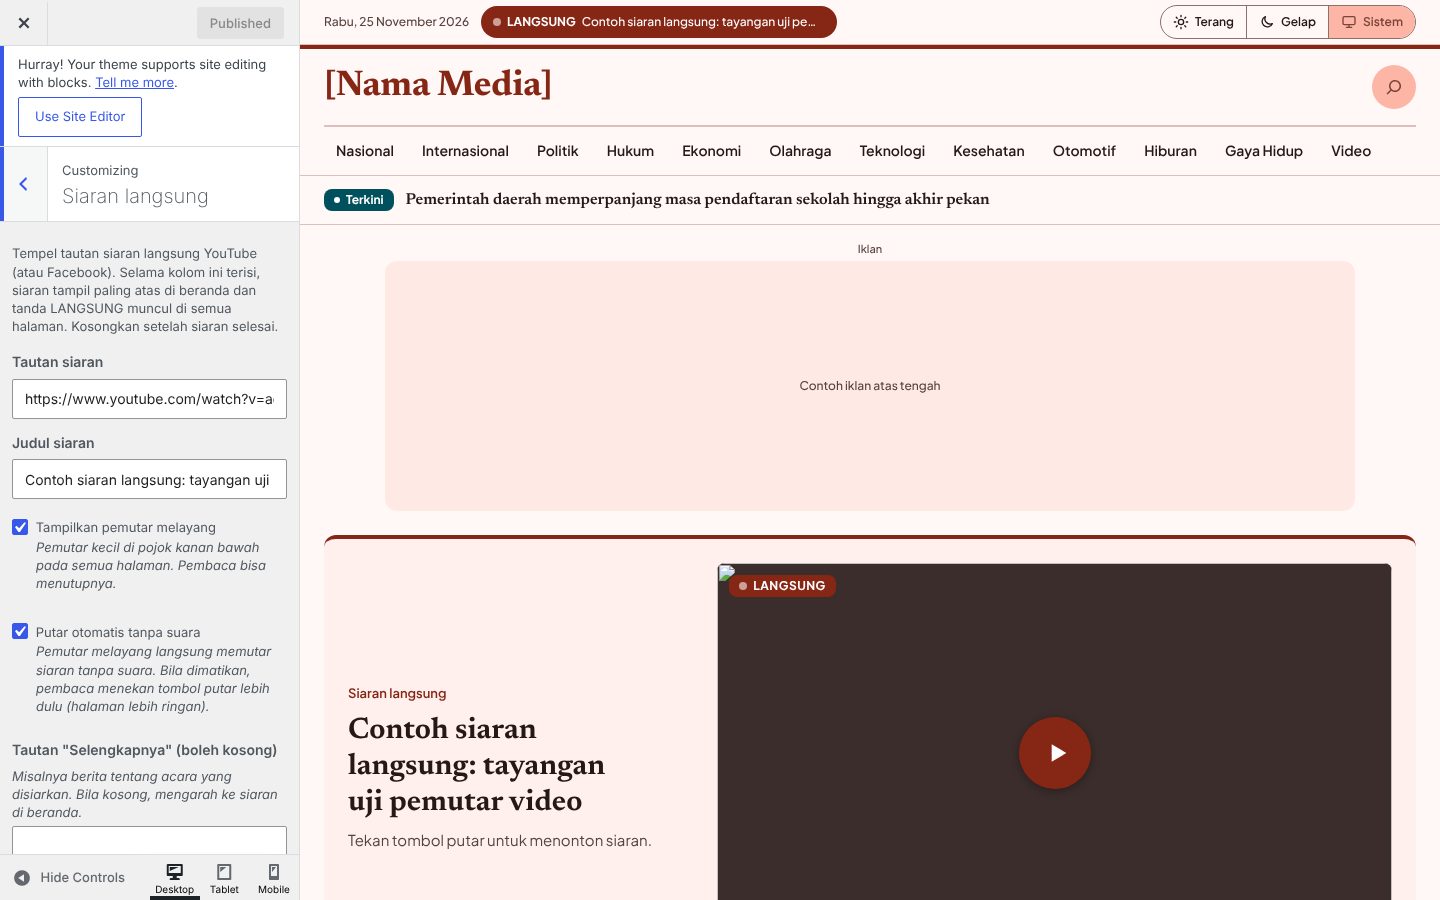 Published
Hurray! Your theme supports site editing
with blocks. Tell me more.
Use Site Editor
Customizing
Siaran langsung
Tempel tautan siaran langsung YouTube
(atau Facebook). Selama kolom ini terisi,
siaran tampil paling atas di beranda dan
tanda LANGSUNG muncul di semua
halaman. Kosongkan setelah siaran selesai.
Tautan siaran
https://www.youtube.com/watch?v=a
Judul siaran
Contoh siaran langsung: tayangan uji
Tampilkan pemutar melayang
Pemutar kecil di pojok kanan bawah
pada semua halaman. Pembaca bisa
menutupnya.
Putar otomatis tanpa suara
Pemutar melayang langsung memutar
siaran tanpa suara. Bila dimatikan,
pembaca menekan tombol putar lebih
dulu (halaman lebih ringan).
Tautan "Selengkapnya" (boleh kosong)
Misalnya berita tentang acara yang
disiarkan. Bila kosong, mengarah ke siaran
di beranda.
Hide Controls
Desktop
Tablet
Mobile
Rabu, 25 November 2026
LANGSUNG Contoh siaran langsung: tayangan uji pe...
Terang
Gelap
Sistem
[Nama Media]
Nasional Internasional Politik Hukum Ekonomi Olahraga Teknologi Kesehatan Otomotif Hiburan Gaya Hidup Video
Terkini
Pemerintah daerah memperpanjang masa pendaftaran sekolah hingga akhir pekan
Iklan
Contoh iklan atas tengah
LANGSUNG
Siaran langsung
Contoh siaran
langsung: tayangan
uji pemutar video
Tekan tombol putar untuk menonton siaran.